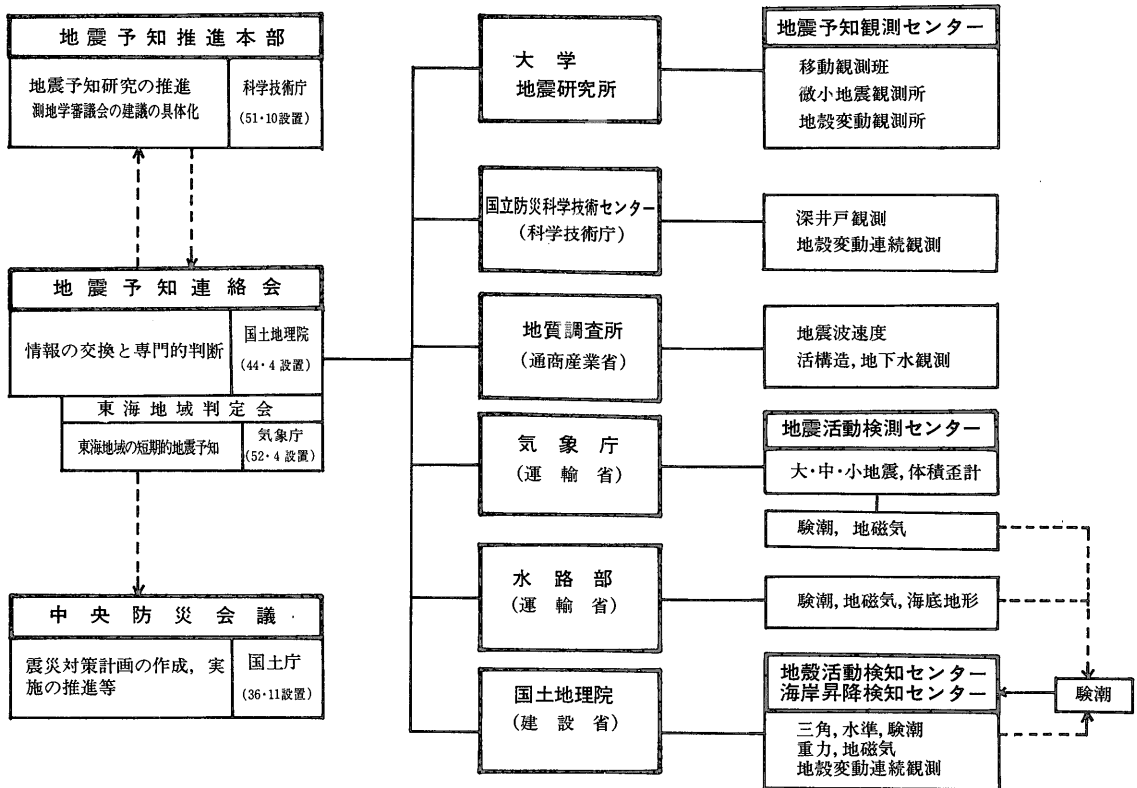 地震予知推進本部
地震予知研究の推進
測地学審議会の建議の具体化
科学技術庁
(51・10設置)
地震予知連絡会
情報の交換と専門的判断
国土地理院
(44・4設置)
東海地域判定会
東海地域の短期的地震予知
気象庁
(52・4設置)
中央防災会議
震災対策計画の作成,実
施の推進等
国土庁
(36・11設置)
大学
地震研究所
国立防災科学技術センター
(科学技術庁)
地質調査所
(通商産業省)
気象庁
(運輸省)
水路部
(運輸省)
国土地理院
(建設省)
地震予知観測センター
移動観測班
微小地震観測所
地殻変動観測所
深井戸観測
地殻変動連続観測
地震波速度
活構造,地下水観測
地震活動検測センター
大・中・小地震,体積歪計
験潮,地磁気
験潮,地磁気,海底地形
地殻活動検知センター
海岸昇降検知センター
三角,水準,験潮
重力,地磁気
地殻変動連続観測
験潮